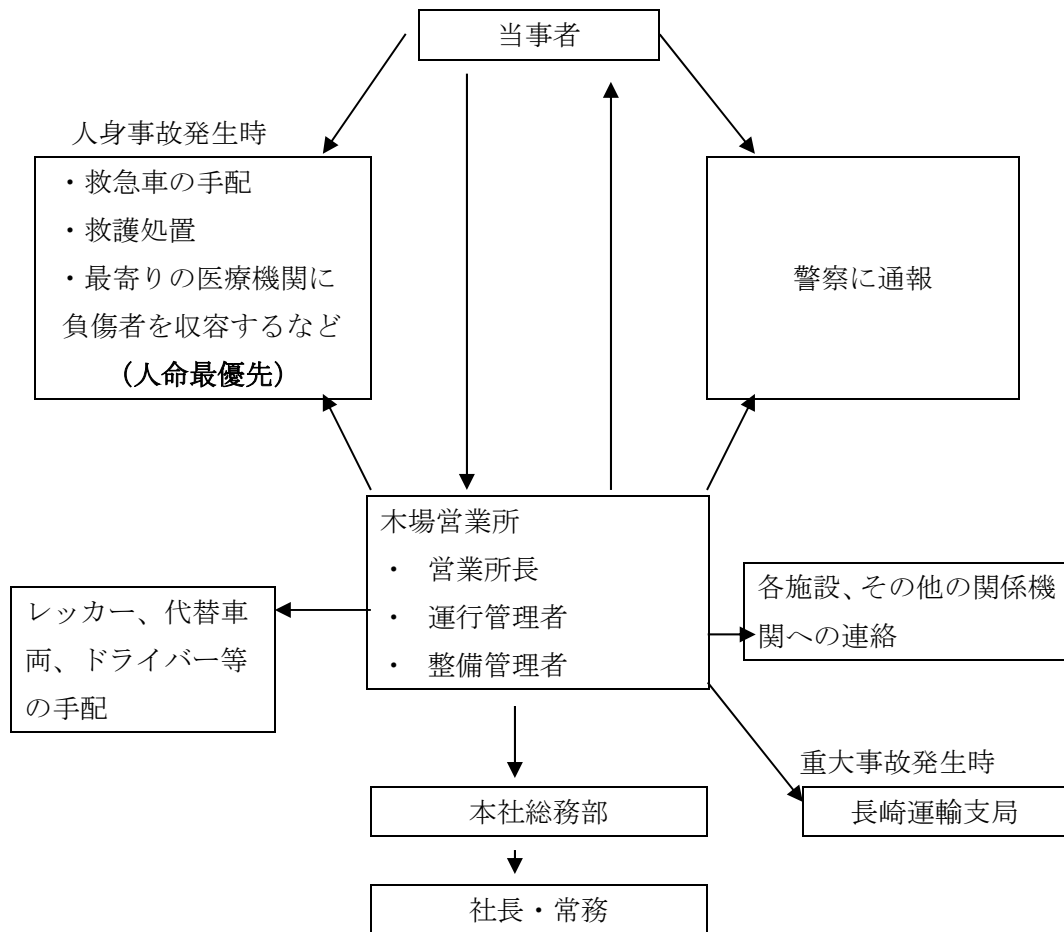 当事者
人身事故発生時
・救急車の手配
・救護処置
・最寄りの医療機関に
負傷者を収容するなど
（人命最優先）
警察に通報
木場営業所
・　営業所長
・　運行管理者
・　整備管理者
レッカー、代替車
両、ドライバー等
の手配
各施設、その他の関係機
関への連絡
重大事故発生時
長崎運輸支局
本社総務部
社長・常務